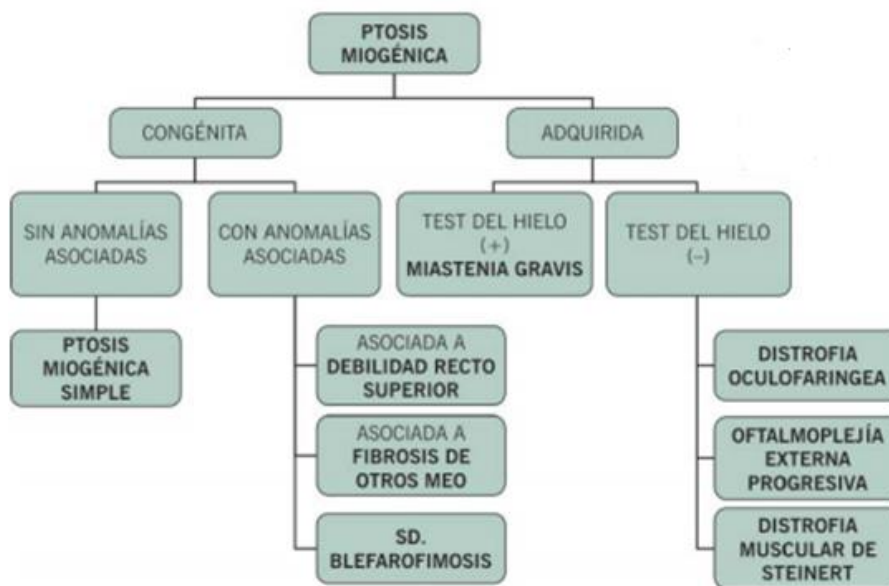 PTOSIS
MIOGÉNICA
CONGÉNITA
ADQUIRIDA
SIN ANOMALÍAS
ASOCIADAS
CON ANOMALÍAS
ASOCIADAS
TEST DEL HIELO
(+)
MIASTENIA GRAVIS
TEST DEL HIELO
(–)
PTOSIS
MIOGÉNICA
SIMPLE
ASOCIADA A
DEBILIDAD RECTO
SUPERIOR
ASOCIADA A
FIBROSIS DE
OTROS MEO
SD.
BLEFAROFIMOSIS
DISTROFIA
OCULOFARINGEA
OFTALMOPLEJÍA
EXTERNA
PROGRESIVA
DISTROFIA
MUSCULAR DE
STEINERT